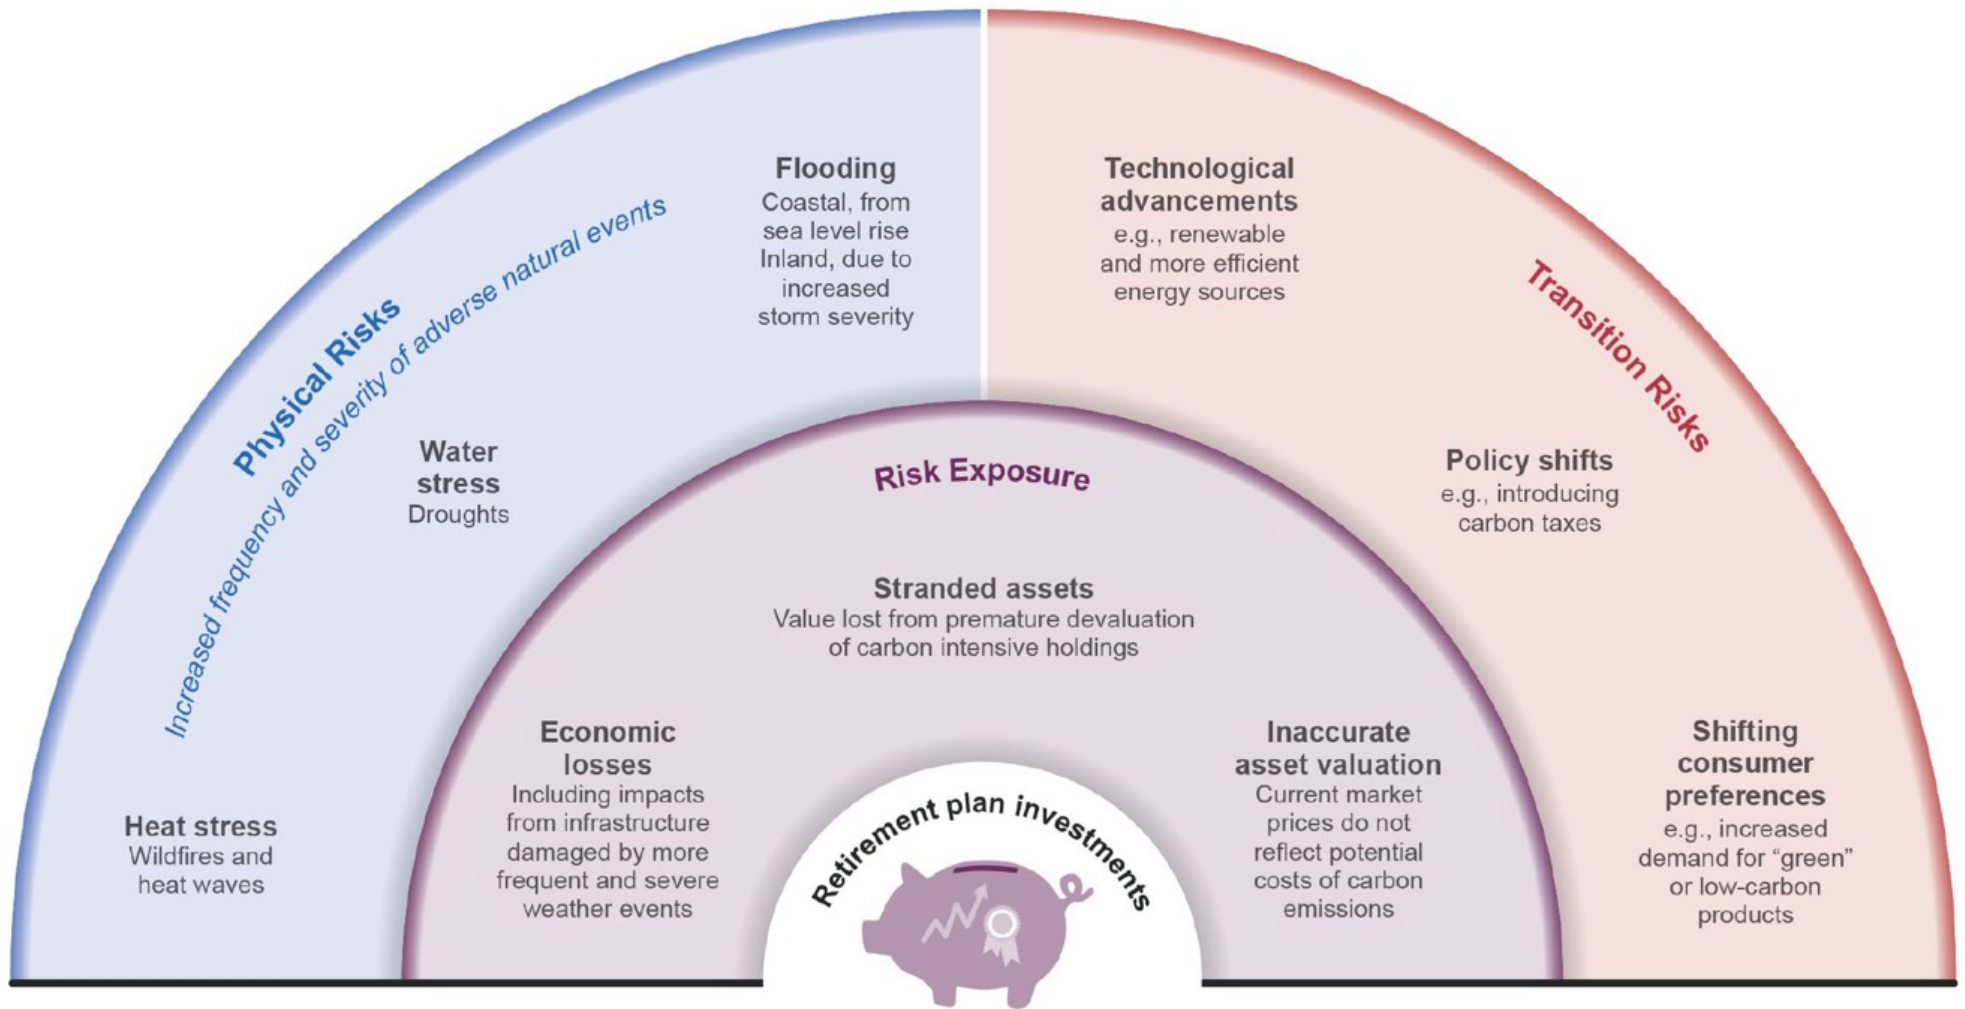 Physical Risks
Increased frequency and severity of adverse natural events
Flooding
Coastal, from
sea level rise
Inland, due to
increased
storm severity
Water
stress
Droughts
Heat stress
Wildfires and
heat waves
Transition Risks
Technological
advancements
e.g., renewable
and more efficient
energy sources
Policy shifts
e.g., introducing
carbon taxes
Shifting
consumer
preferences
e.g., increased
demand for “green”
or low-carbon
products
Risk Exposure
Stranded assets
Value lost from premature devaluation
of carbon intensive holdings
Economic
losses
Including impacts
from infrastructure
damaged by more
frequent and severe
weather events
Inaccurate
asset valuation
Current market
prices do not
reflect potential
costs of carbon
emissions
Retirement plan investments